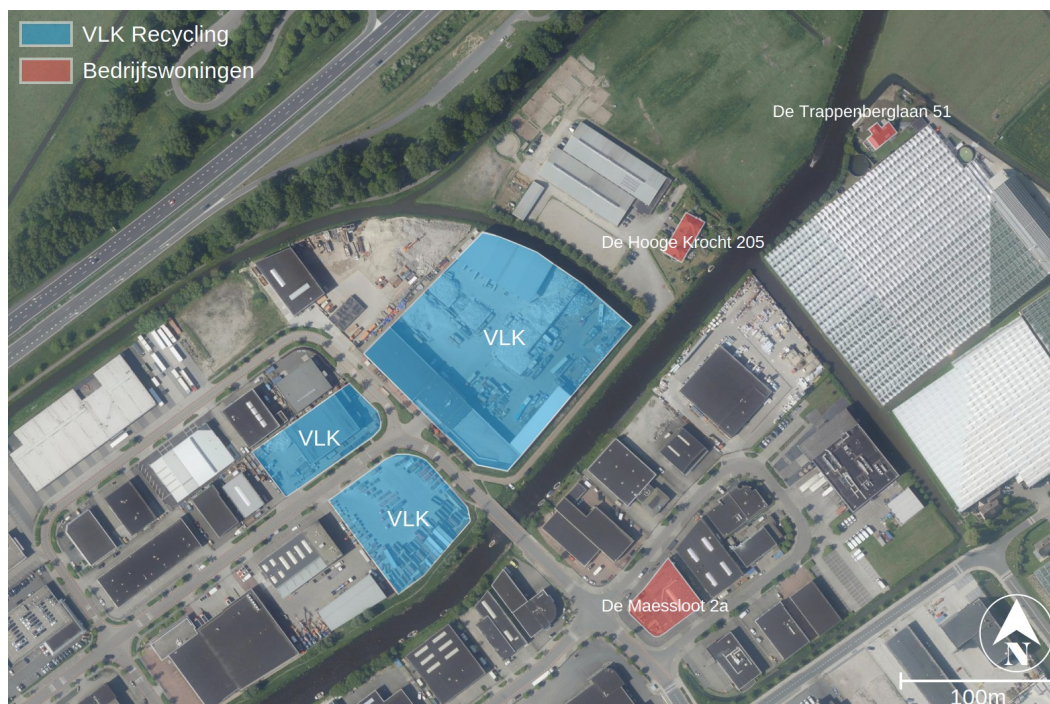 VLK Recycling
Bedrijfswoningen
De Trappenberglaan 51
De Hooge Krocht 205
VLK
VLK
VLK
De Maessloot 2a
N
100m